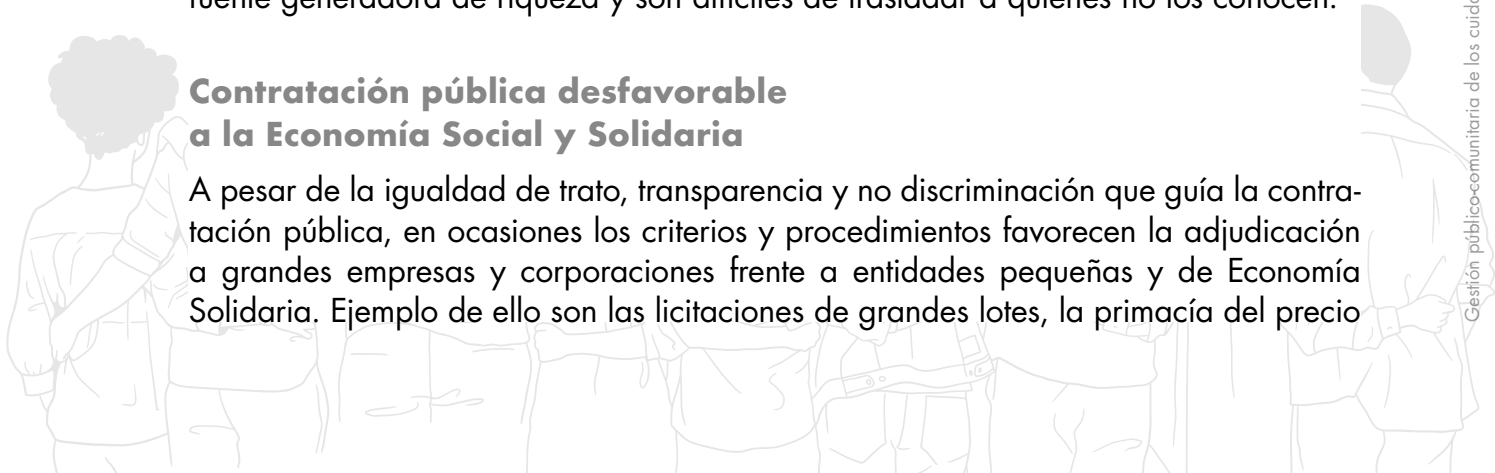 fuente generadora de riqueza y son difíciles de trasladar a quienes no los conocen.
Contratación pública desfavorable
a la Economía Social y Solidaria
A pesar de la igualdad de trato, transparencia y no discriminación que guía la contra-
tación pública, en ocasiones los criterios y procedimientos favorecen la adjudicación
a grandes empresas y corporaciones frente a entidades pequeñas y de Economía
Solidaria. Ejemplo de ello son las licitaciones de grandes lotes, la primacía del precio
Gestión público-comunitaria de los